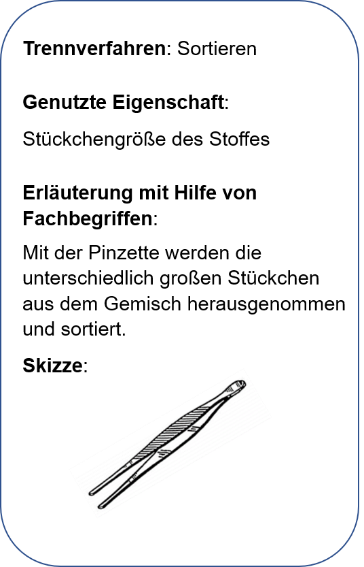 Trennverfahren: Sortieren
Genutzte Eigenschaft:
Stückchengröße des Stoffes
Erläuterung mit Hilfe von
Fachbegriffen:
Mit der Pinzette werden die
unterschiedlich großen Stückchen
aus dem Gemisch herausgenommen
und sortiert.
Skizze: